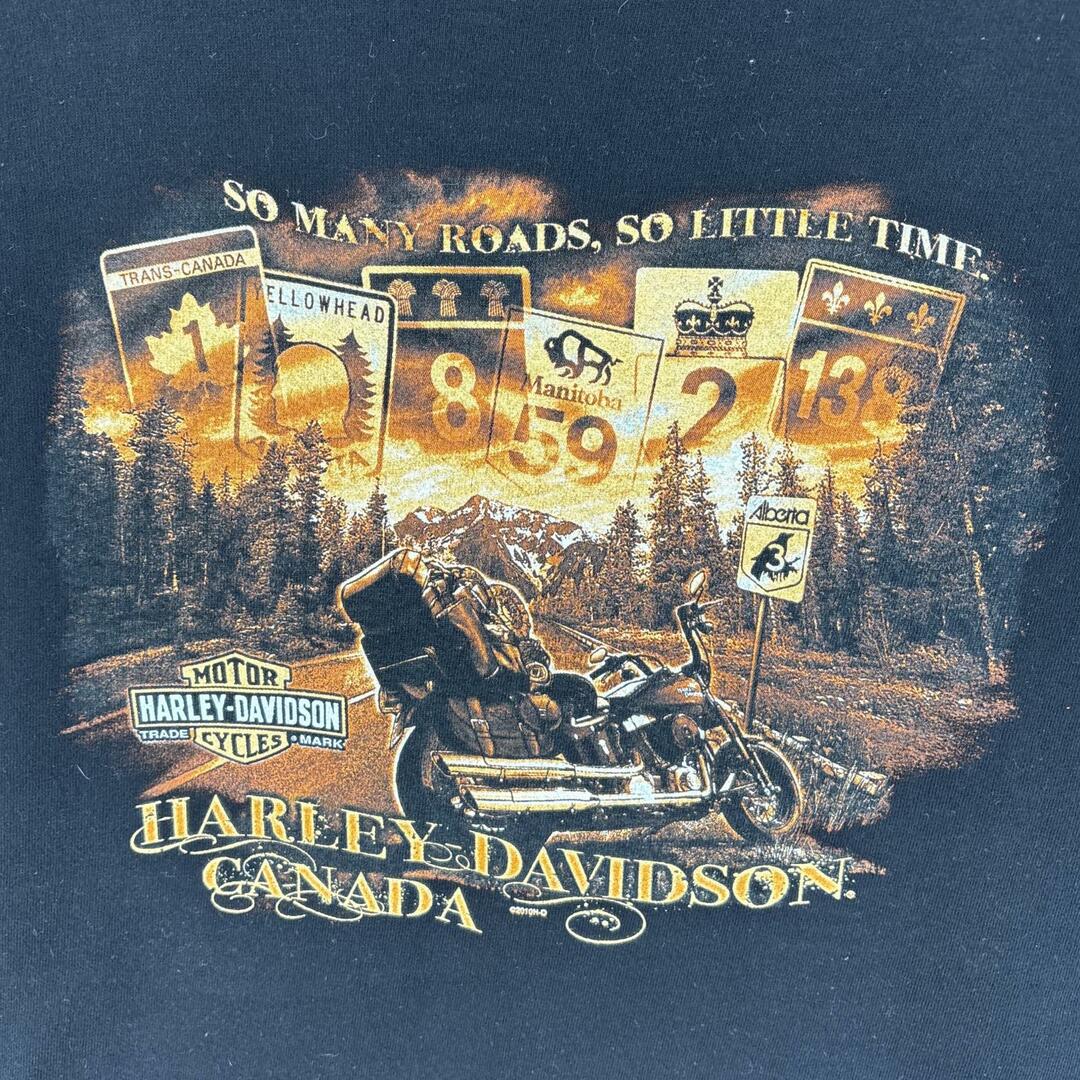 SO MANY ROADS, SO LITTLE TIME.
TRANS-CANADA
1
YELLOWHEAD
8
Manitoba
59
2
138
Alberta
3
MOTOR
HARLEY-DAVIDSON
TRADE CYCLES • MARK
HARLEY-DAVIDSON
CANADA
©2010H-D